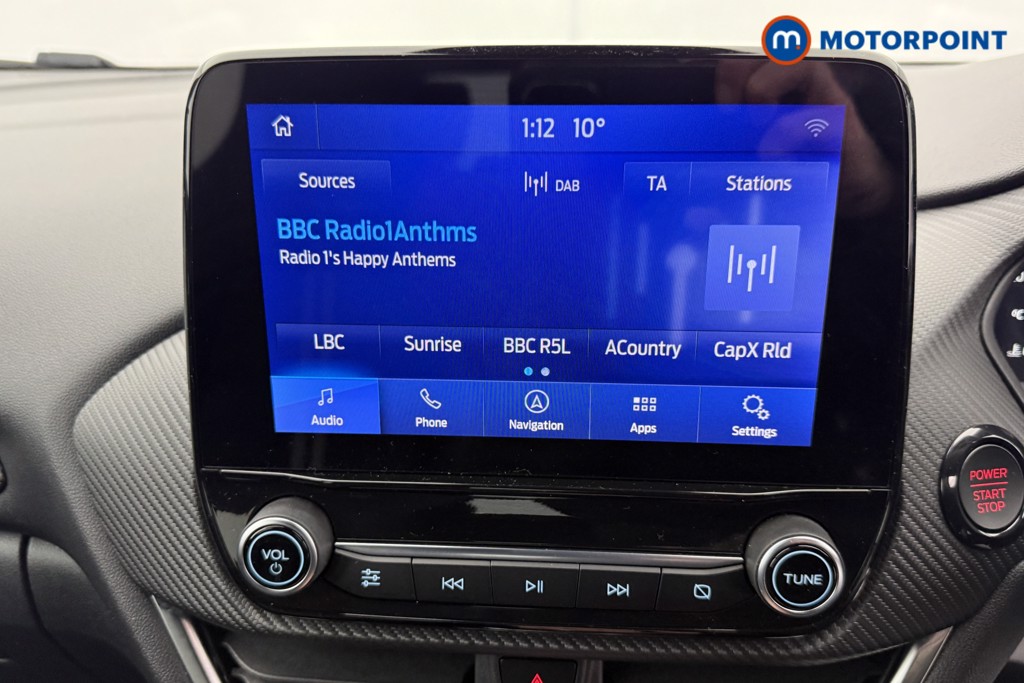 m MOTORPOINT
1:12 10°
Sources DAB TA Stations
BBC Radio1Anthms
Radio 1's Happy Anthems
LBC Sunrise BBC R5L ACountry CapX Rld
Audio Phone Navigation Apps Settings
POWER
START
STOP
VOL
TUNE